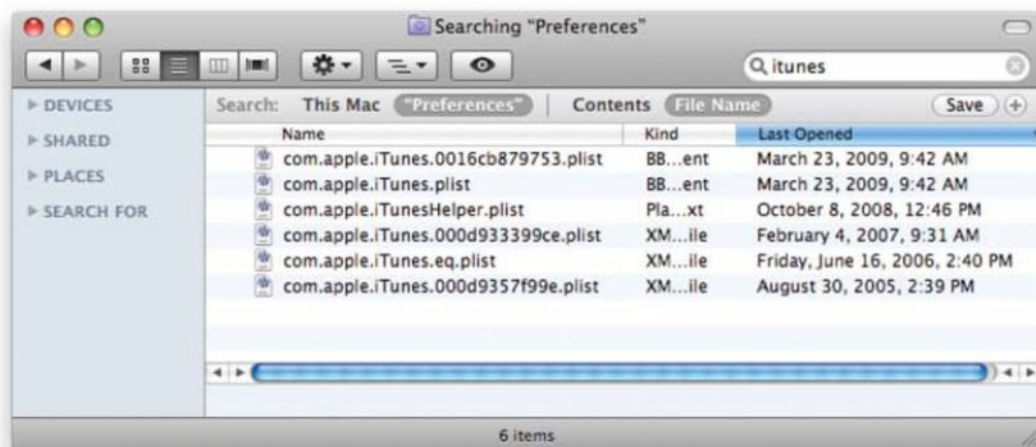 Searching “Preferences”
itunes
DEVICES
SHARED
PLACES
SEARCH FOR
Search: This Mac “Preferences” Contents File Name Save
Name Kind Last Opened
com.apple.iTunes.0016cb879753.plist BB...ent March 23, 2009, 9:42 AM
com.apple.iTunes.plist BB...ent March 23, 2009, 9:42 AM
com.apple.iTunesHelper.plist Pla...xt October 8, 2008, 12:46 PM
com.apple.iTunes.000d933399ce.plist XM...ile February 4, 2007, 9:31 AM
com.apple.iTunes.eq.plist XM...ile Friday, June 16, 2006, 2:40 PM
com.apple.iTunes.000d9357f99e.plist XM...ile August 30, 2005, 2:39 PM
6 items